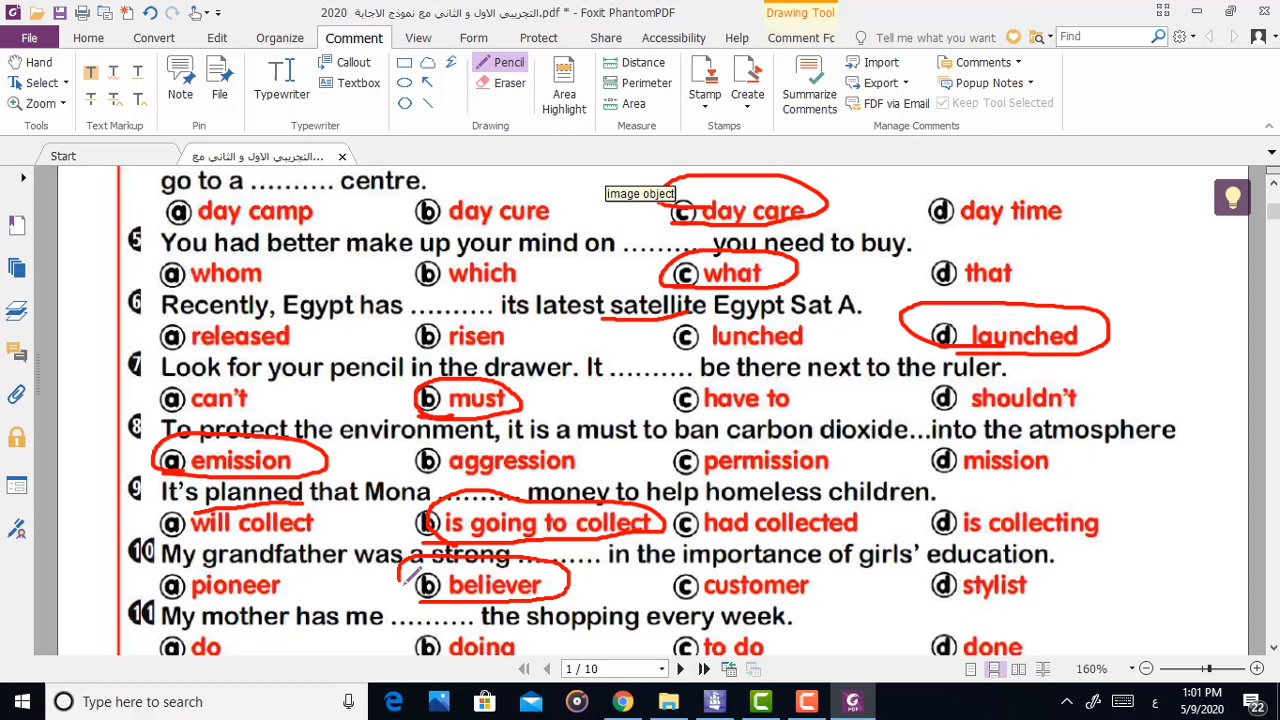 التجريبي الاول و الثاني مع نموذج الاجابة 2020.pdf * - Foxit PhantomPDF
Drawing Tool
File Home Convert Edit Organize Comment View Form Protect Share Accessibility Help Comment Fc Tell me what you want... Find
Hand
Select
Zoom
Tools
Text Markup
Note
File
Pin
Typewriter
Callout
Textbox
Typewriter
Pencil
Eraser
Drawing
Area Highlight
Distance
Perimeter
Area
Measure
Stamp
Create
Stamps
Summarize Comments
Import
Export
FDF via Email
Comments
Popup Notes
Keep Tool Selected
Manage Comments
Start
التجريبي الاول و الثاني مع...
image object
go to a .......... centre.
a day camp b day cure c day care d day time
5 You had better make up your mind on .......... you need to buy.
a whom b which c what d that
6 Recently, Egypt has .......... its latest satellite Egypt Sat A.
a released b risen c lunched d launched
7 Look for your pencil in the drawer. It .......... be there next to the ruler.
a can't b must c have to d shouldn't
8 To protect the environment, it is a must to ban carbon dioxide...into the atmosphere
a emission b aggression c permission d mission
9 It's planned that Mona .......... money to help homeless children.
a will collect b is going to collect c had collected d is collecting
10 My grandfather was a strong .......... in the importance of girls' education.
a pioneer b believer c customer d stylist
11 My mother has me .......... the shopping every week.
a do b doing c to do d done
1 / 10
160%
Type here to search
ع
1:01 PM
5/9/2020
22